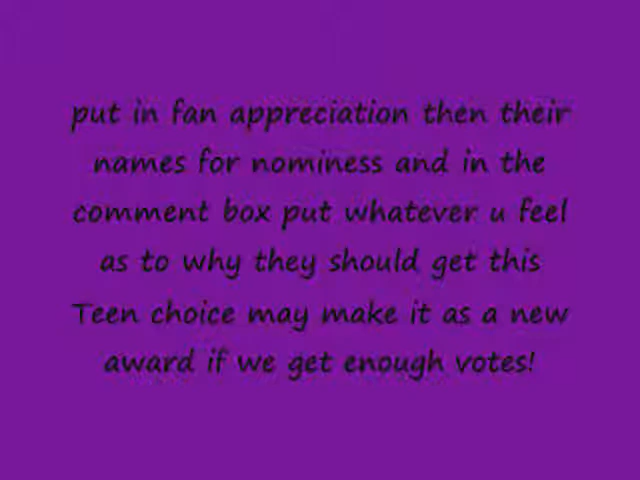 put in fan appreciation then their
names for nominess and in the
comment box put whatever u feel
as to why they should get this
Teen choice may make it as a new
award if we get enough votes!